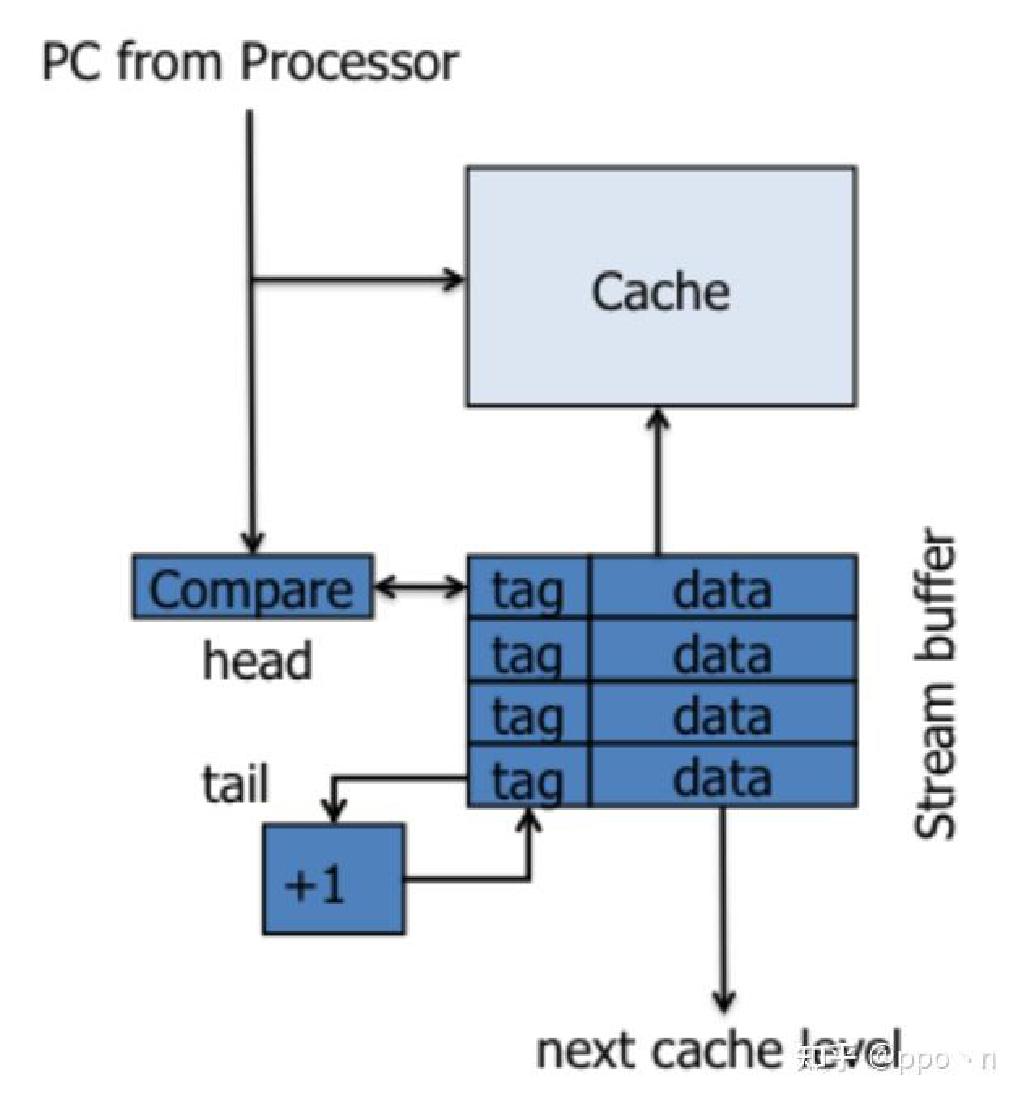 PC from Processor
Cache
Compare
tag data
head
tag data
tag data
tail
tag data
+1
Stream buffer
next cache level
知乎